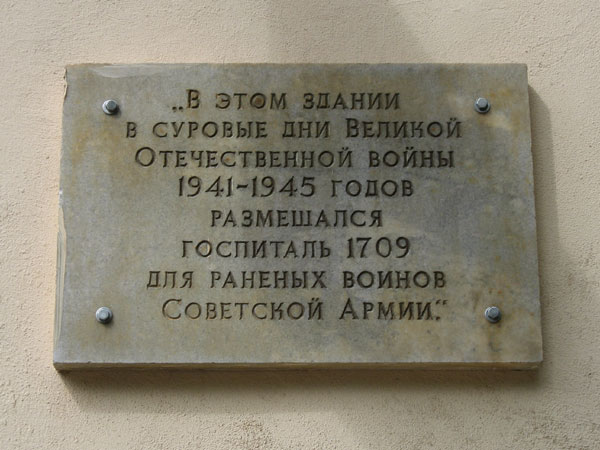 „В ЭТОМ ЗДАНИИ
В СУРОВЫЕ ДНИ ВЕЛИКОЙ
ОТЕЧЕСТВЕННОЙ ВОЙНЫ
1941-1945 ГОДОВ
РАЗМЕШАЛСЯ
ГОСПИТАЛЬ 1709
ДЛЯ РАНЕНЫХ ВОИНОВ
СОВЕТСКОЙ АРМИИ.“